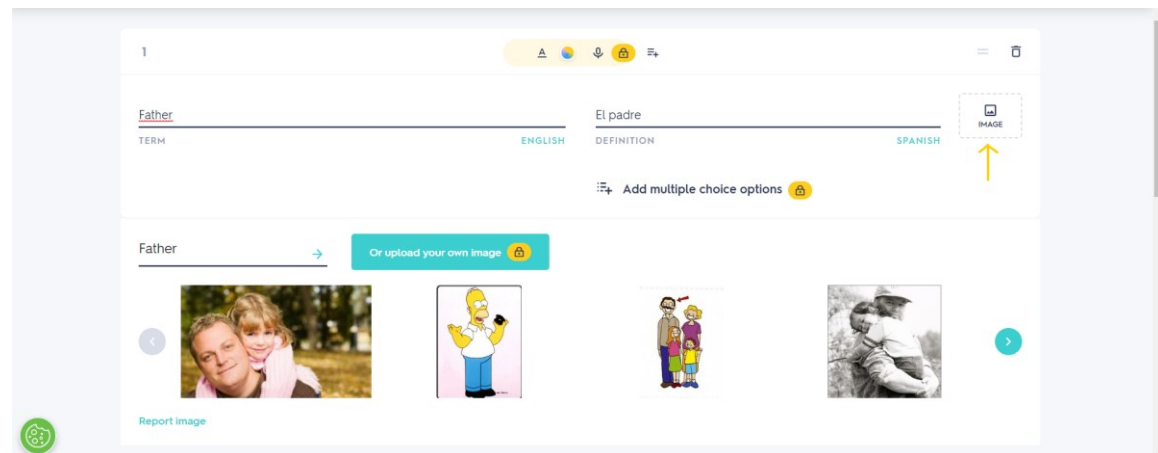 1
A
Father
El padre
IMAGE
TERM ENGLISH DEFINITION SPANISH
Add multiple choice options
Father Or upload your own image
Report image